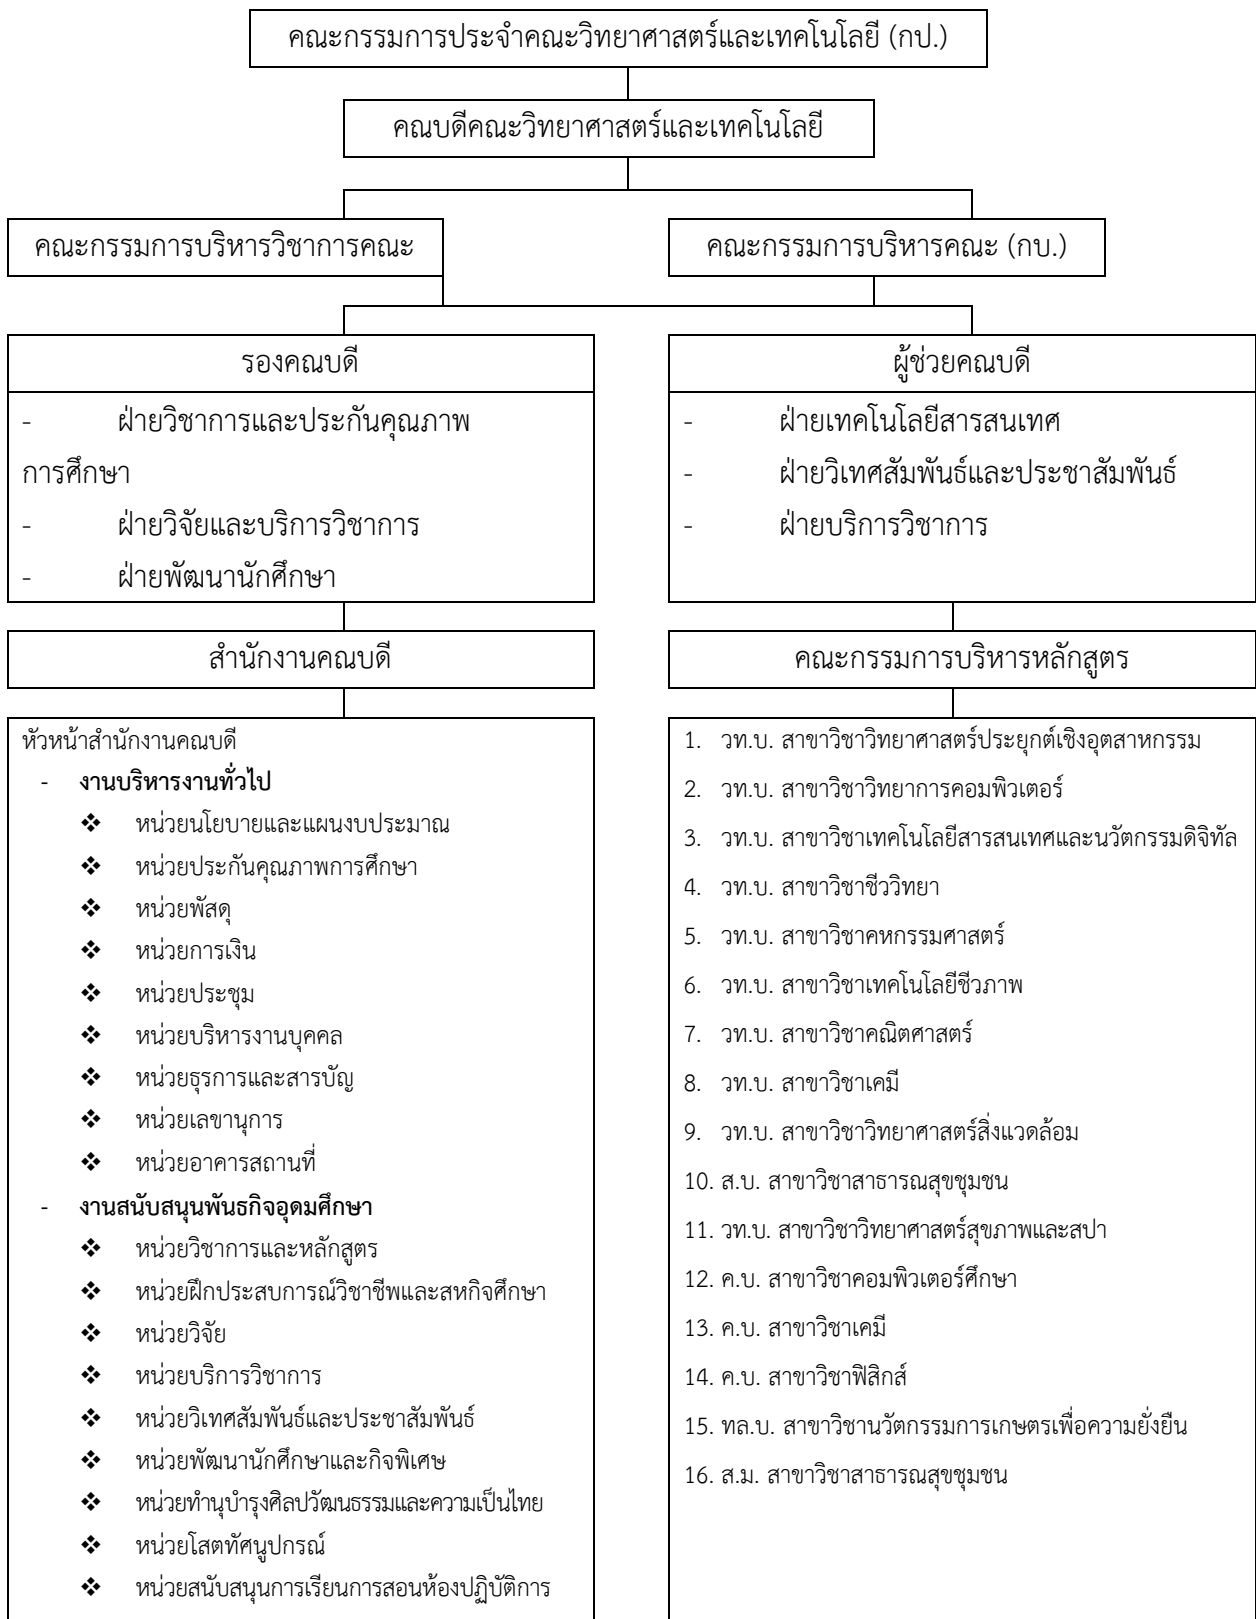 คณะกรรมการประจำคณะวิทยาศาสตร์และเทคโนโลยี (กป.)
คณบดีคณะวิทยาศาสตร์และเทคโนโลยี
คณะกรรมการบริหารวิชาการคณะ
คณะกรรมการบริหารคณะ (กบ.)
รองคณบดี
- ฝ่ายวิชาการและประกันคุณภาพ
การศึกษา
- ฝ่ายวิจัยและบริการวิชาการ
- ฝ่ายพัฒนานักศึกษา
ผู้ช่วยคณบดี
- ฝ่ายเทคโนโลยีสารสนเทศ
- ฝ่ายวิเทศสัมพันธ์และประชาสัมพันธ์
- ฝ่ายบริการวิชาการ
สำนักงานคณบดี
หัวหน้าสำนักงานคณบดี
- งานบริหารงานทั่วไป
❖ หน่วยนโยบายและแผนงบประมาณ
❖ หน่วยประกันคุณภาพการศึกษา
❖ หน่วยพัสดุ
❖ หน่วยการเงิน
❖ หน่วยประชุม
❖ หน่วยบริหารงานบุคคล
❖ หน่วยธุรการและสารบัญ
❖ หน่วยเลขานุการ
❖ หน่วยอาคารสถานที่
- งานสนับสนุนพันธกิจอุดมศึกษา
❖ หน่วยวิชาการและหลักสูตร
❖ หน่วยฝึกประสบการณ์วิชาชีพและสหกิจศึกษา
❖ หน่วยวิจัย
❖ หน่วยบริการวิชาการ
❖ หน่วยวิเทศสัมพันธ์และประชาสัมพันธ์
❖ หน่วยพัฒนานักศึกษาและกิจพิเศษ
❖ หน่วยทำนุบำรุงศิลปวัฒนธรรมและความเป็นไทย
❖ หน่วยโสตทัศนูปกรณ์
❖ หน่วยสนับสนุนการเรียนการสอนห้องปฏิบัติการ
คณะกรรมการบริหารหลักสูตร
1. วท.บ. สาขาวิชาวิทยาศาสตร์ประยุกต์เชิงอุตสาหกรรม
2. วท.บ. สาขาวิชาวิทยาการคอมพิวเตอร์
3. วท.บ. สาขาวิชาเทคโนโลยีสารสนเทศและนวัตกรรมดิจิทัล
4. วท.บ. สาขาวิชาชีววิทยา
5. วท.บ. สาขาวิชาคหกรรมศาสตร์
6. วท.บ. สาขาวิชาเทคโนโลยีชีวภาพ
7. วท.บ. สาขาวิชาคณิตศาสตร์
8. วท.บ. สาขาวิชาเคมี
9. วท.บ. สาขาวิชาวิทยาศาสตร์สิ่งแวดล้อม
10. ส.บ. สาขาวิชาสาธารณสุขชุมชน
11. วท.บ. สาขาวิชาวิทยาศาสตร์สุขภาพและสปา
12. ค.บ. สาขาวิชาคอมพิวเตอร์ศึกษา
13. ค.บ. สาขาวิชาเคมี
14. ค.บ. สาขาวิชาฟิสิกส์
15. ทล.บ. สาขาวิชานวัตกรรมการเกษตรเพื่อความยั่งยืน
16. ส.ม. สาขาวิชาสาธารณสุขชุมชน